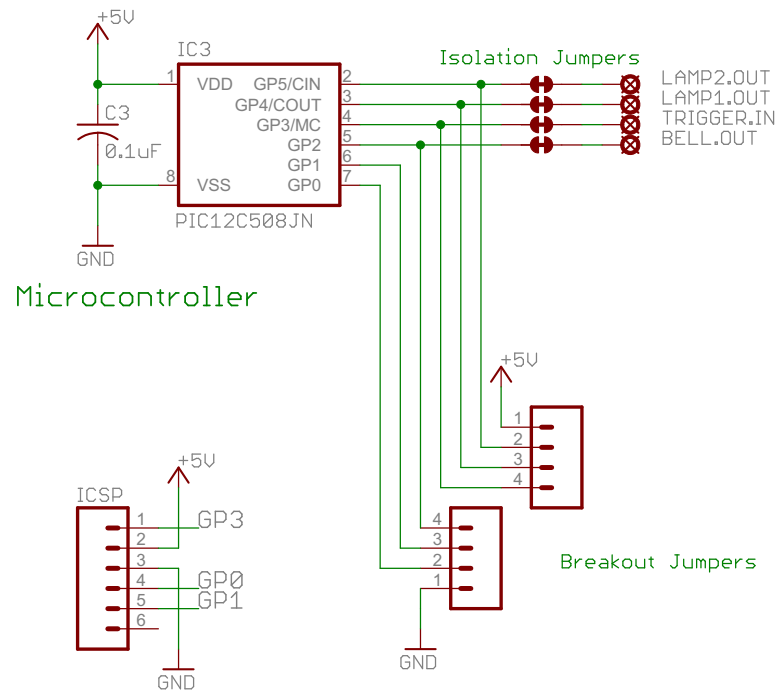 +5V
IC3
Isolation Jumpers
1 VDD GP5/CIN 2 LAMP2.OUT
GP4/COUT 3 LAMP1.OUT
C3 GP3/MC 4 TRIGGER.IN
0.1uF GP2 5 BELL.OUT
GP1 6
8 VSS GP0 7
PIC12C508JN
GND
Microcontroller
+5V
1
2
3
4
+5V
ICSP
1 GP3
2
3
4 GP0
5 GP1
6
GND
4
3
2
1
Breakout Jumpers
GND